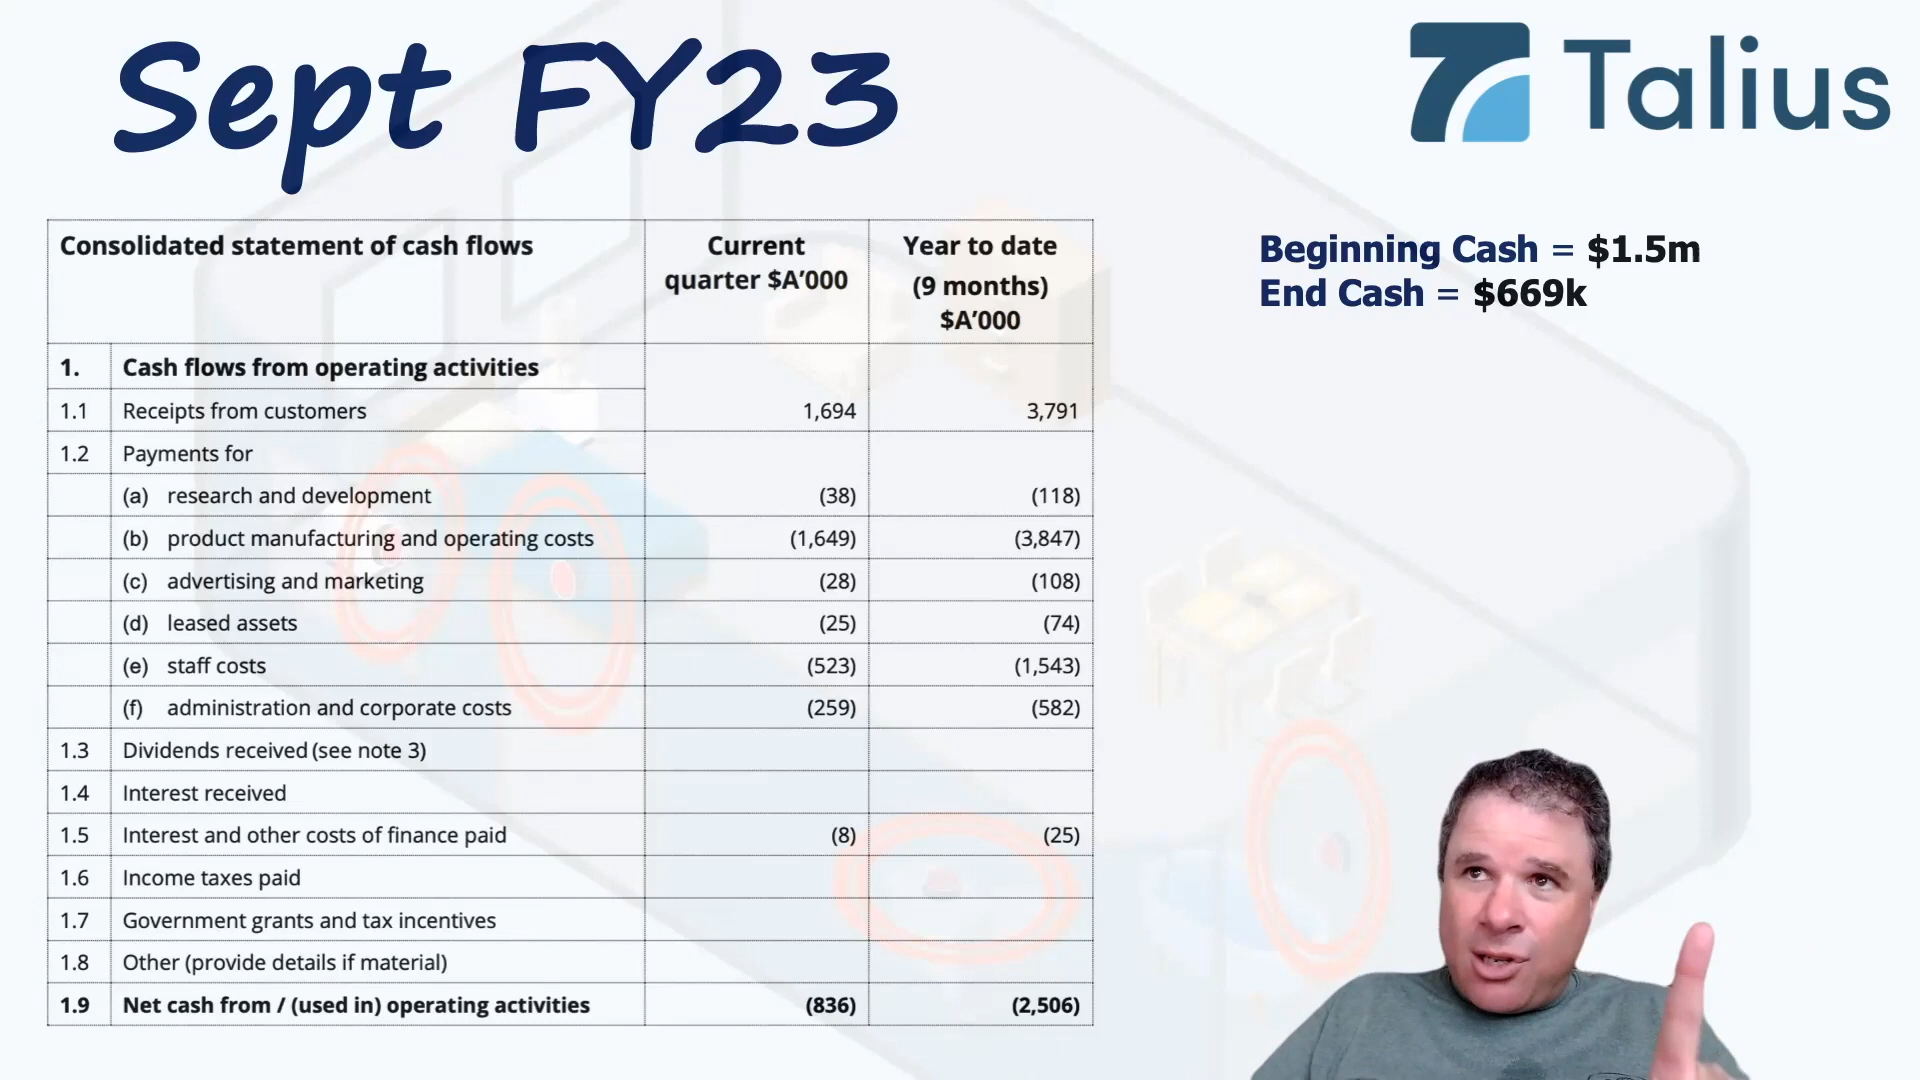 Sept FY23
Talius
Consolidated statement of cash flows
Current quarter $A'000
Year to date (9 months) $A'000
Beginning Cash = $1.5m
End Cash = $669k
1. Cash flows from operating activities
1.1 Receipts from customers 1,694 3,791
1.2 Payments for
(a) research and development (38) (118)
(b) product manufacturing and operating costs (1,649) (3,847)
(c) advertising and marketing (28) (108)
(d) leased assets (25) (74)
(e) staff costs (523) (1,543)
(f) administration and corporate costs (259) (582)
1.3 Dividends received (see note 3)
1.4 Interest received
1.5 Interest and other costs of finance paid (8) (25)
1.6 Income taxes paid
1.7 Government grants and tax incentives
1.8 Other (provide details if material)
1.9 Net cash from / (used in) operating activities (836) (2,506)